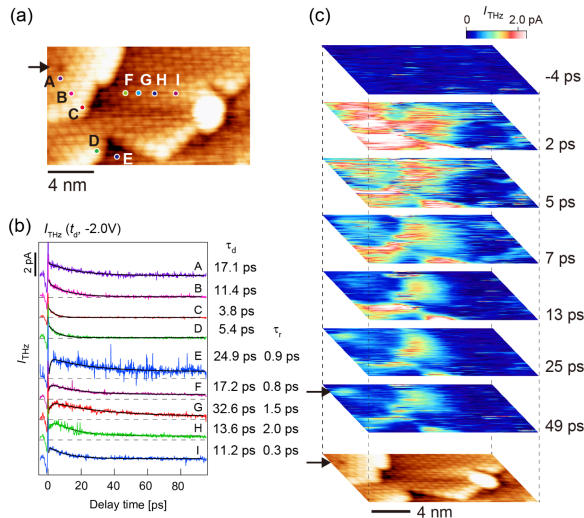 (a)
A
B
C
D
E
F G H I
4 nm
(b)
I_THz (t_d, -2.0V)
2 pA
τ_d
A 17.1 ps
B 11.4 ps
C 3.8 ps
D 5.4 ps τ_r
E 24.9 ps 0.9 ps
F 17.2 ps 0.8 ps
G 32.6 ps 1.5 ps
H 13.6 ps 2.0 ps
I 11.2 ps 0.3 ps
I_THz
0 20 40 60 80
Delay time [ps]
(c)
I_THz
0 2.0 pA
-4 ps
2 ps
5 ps
7 ps
13 ps
25 ps
49 ps
4 nm